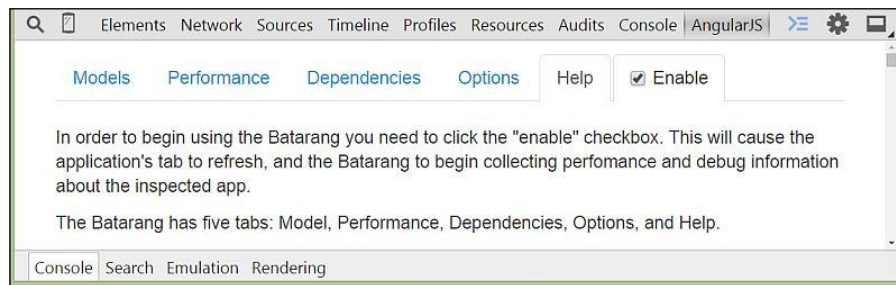 Elements Network Sources Timeline Profiles Resources Audits Console AngularJS
Models Performance Dependencies Options Help Enable
In order to begin using the Batarang you need to click the "enable" checkbox. This will cause the
application's tab to refresh, and the Batarang to begin collecting perfomance and debug information
about the inspected app.
The Batarang has five tabs: Model, Performance, Dependencies, Options, and Help.
Console Search Emulation Rendering